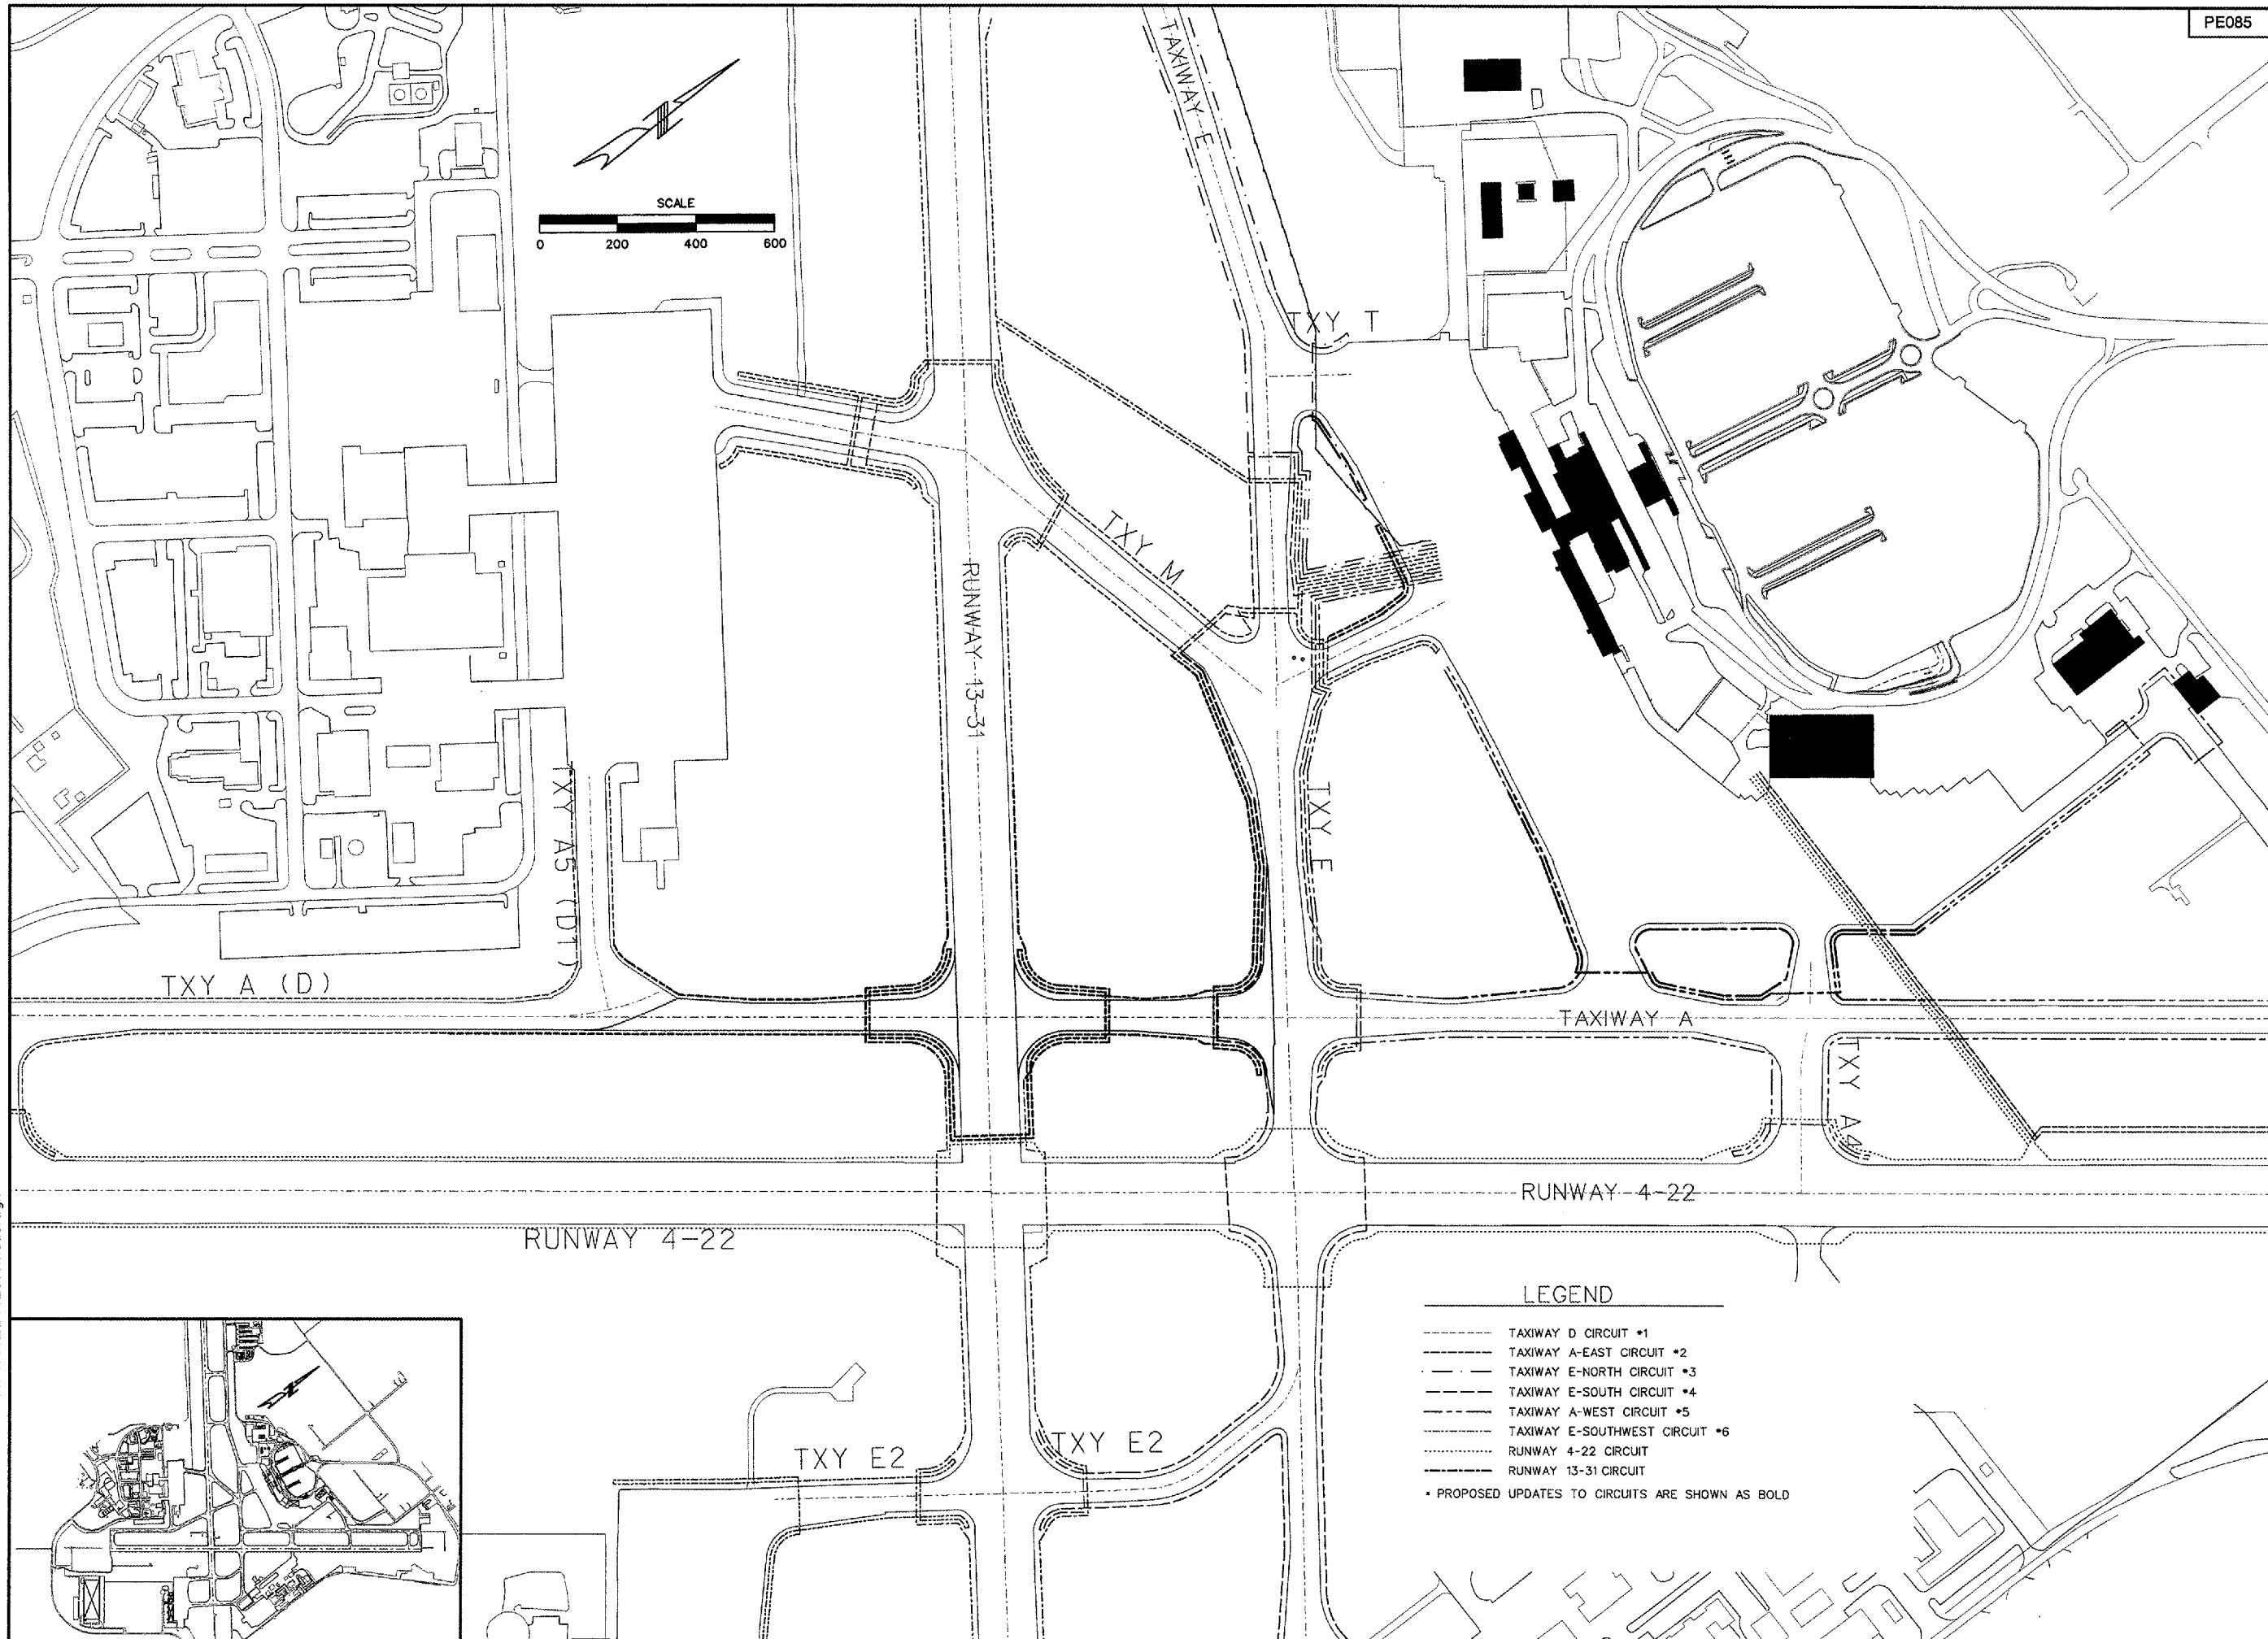 PE085
TAXIWAY E
SCALE
0 200 400 600
TXY T
TXY M
RUNWAY 13-31
TXY A5 (D1)
TXY E
TXY A (D)
TAXIWAY A
TXY A4
RUNWAY 4-22
RUNWAY 4-22
LEGEND
TAXIWAY D CIRCUIT *1
TAXIWAY A-EAST CIRCUIT *2
TAXIWAY E-NORTH CIRCUIT *3
TAXIWAY E-SOUTH CIRCUIT *4
TAXIWAY A-WEST CIRCUIT *5
TAXIWAY E-SOUTHWEST CIRCUIT *6
RUNWAY 4-22 CIRCUIT
RUNWAY 13-31 CIRCUIT
* PROPOSED UPDATES TO CIRCUITS ARE SHOWN AS BOLD
TXY E2
TXY E2